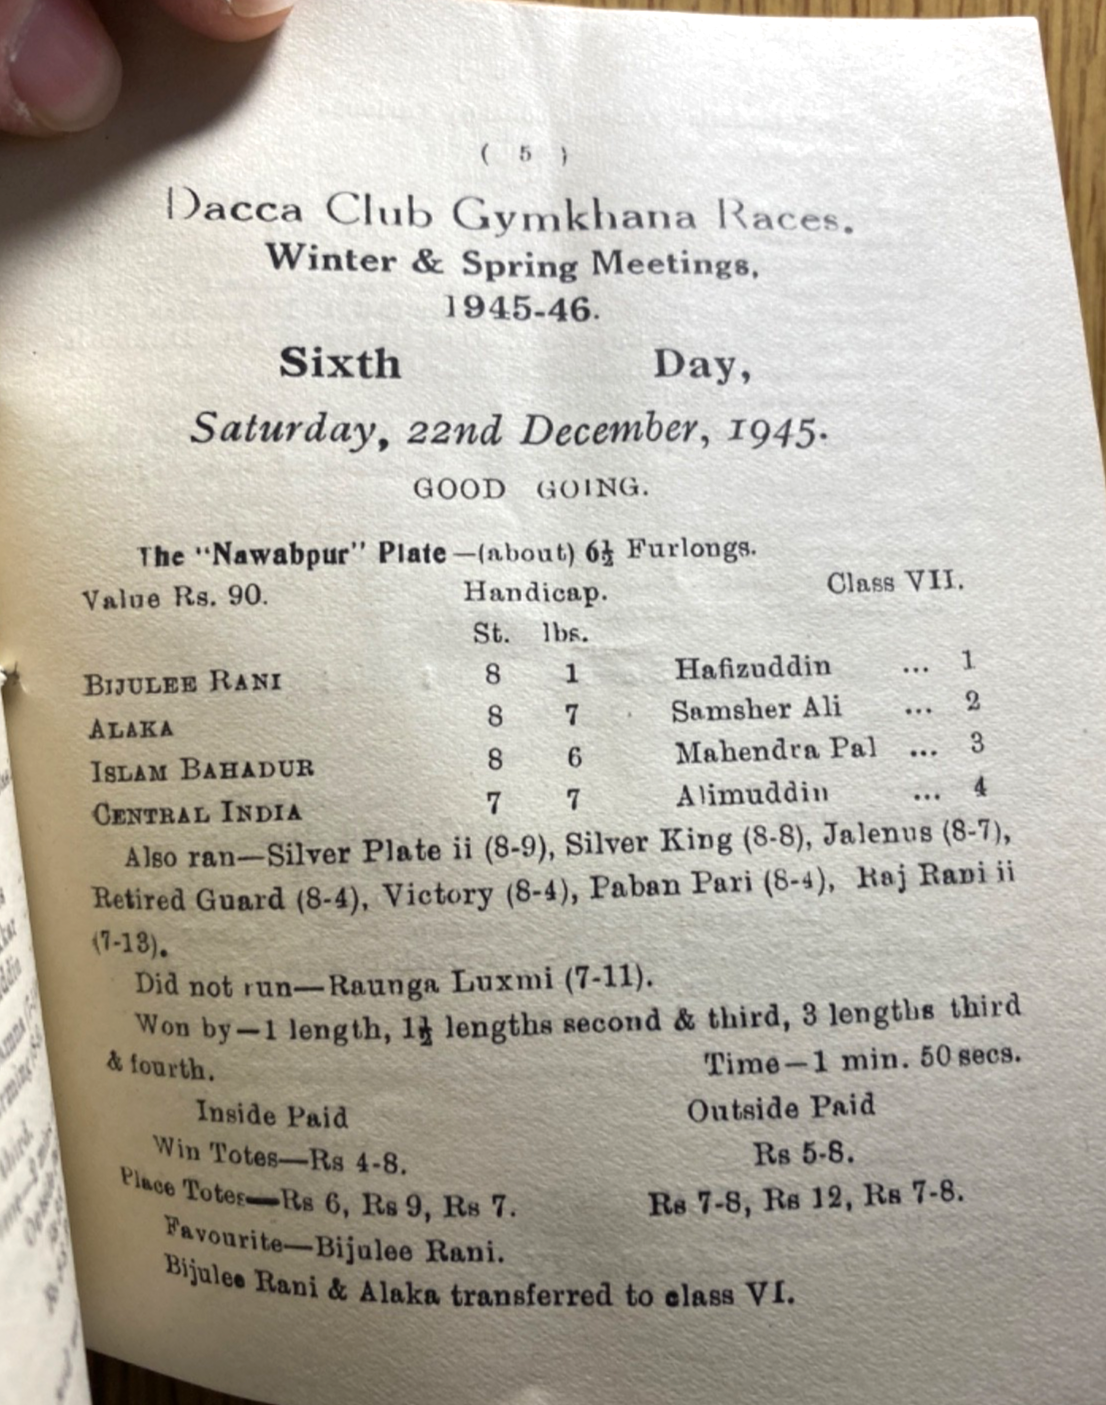 ( 5 )
Dacca Club Gymkhana Races.
Winter & Spring Meetings,
1945-46.
Sixth Day,
Saturday, 22nd December, 1945.
GOOD GOING.
The "Nawabpur" Plate—(about) 6½ Furlongs.
Value Rs. 90. Handicap. Class VII.
St. lbs.
BIJULEE RANI 8 1 Hafizuddin ... 1
ALAKA 8 7 Samsher Ali ... 2
ISLAM BAHADUR 8 6 Mahendra Pal ... 3
CENTRAL INDIA 7 7 Alimuddin ... 4
Also ran—Silver Plate ii (8-9), Silver King (8-8), Jalenus (8-7),
Retired Guard (8-4), Victory (8-4), Paban Pari (8-4), Raj Rani ii
(7-13).
Did not run—Raunga Luxmi (7-11).
Won by—1 length, 1½ lengths second & third, 3 lengths third
& fourth. Time—1 min. 50 secs.
Inside Paid Outside Paid
Win Totes—Rs 4-8. Rs 5-8.
Place Totes—Rs 6, Rs 9, Rs 7. Rs 7-8, Rs 12, Rs 7-8.
Favourite—Bijulee Rani.
Bijulee Rani & Alaka transferred to class VI.